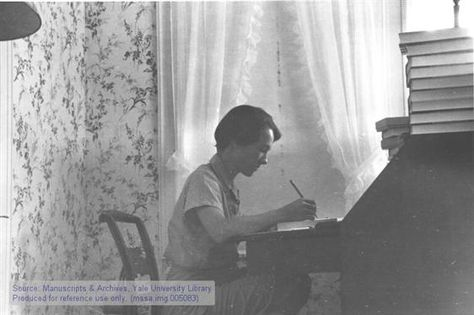 Source: Manuscripts & Archives, Yale University Library
Produced for reference use only. (mssa.img.005083)